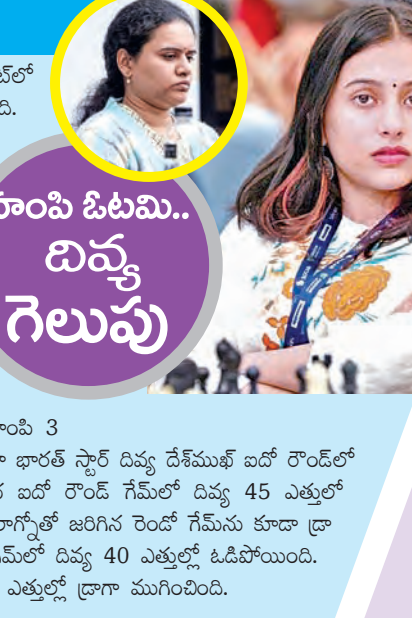 ట్‌లో
ది.
హంపి ఓటమి..
దివ్య
గెలుపు
హంపి 3
భారత్ స్టార్ దివ్య దేశ్‌ముఖ్ ఐదో రౌండ్‌లో
ఐదో రౌండ్ గేమ్‌లో దివ్య 45 ఎత్తులో
రాగ్నోతో జరిగిన రెండో గేమ్‌ను కూడా డ్రా
గేమ్‌లో దివ్య 40 ఎత్తుల్లో ఓడిపోయింది.
ఎత్తుల్లో డ్రాగా ముగించింది.